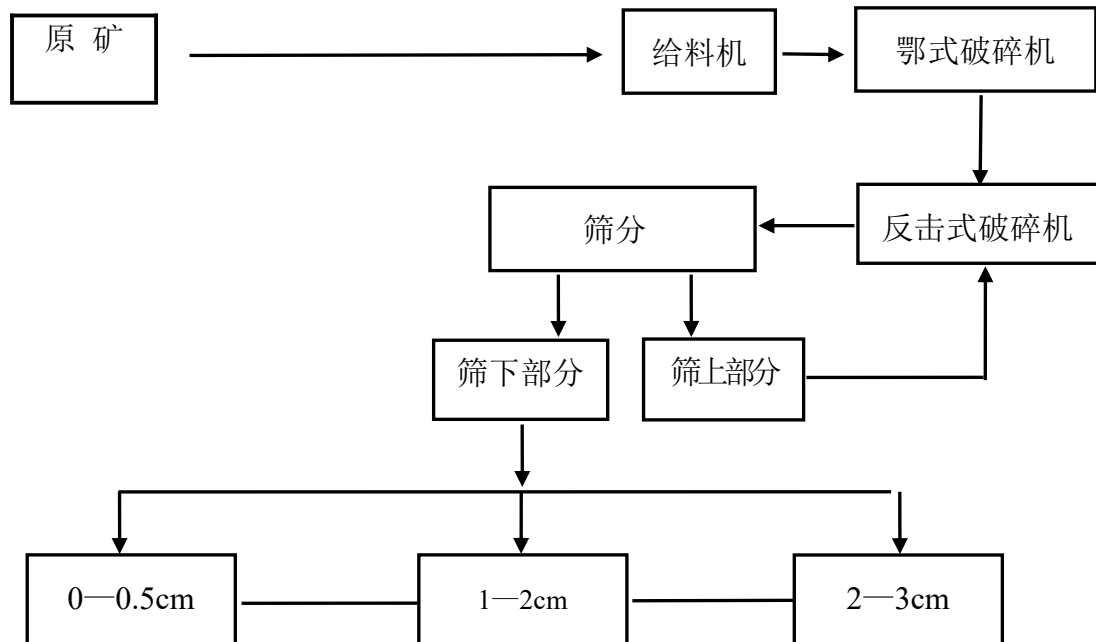 原 矿
给料机
鄂式破碎机
筛分
反击式破碎机
筛下部分
筛上部分
0—0.5cm
1—2cm
2—3cm